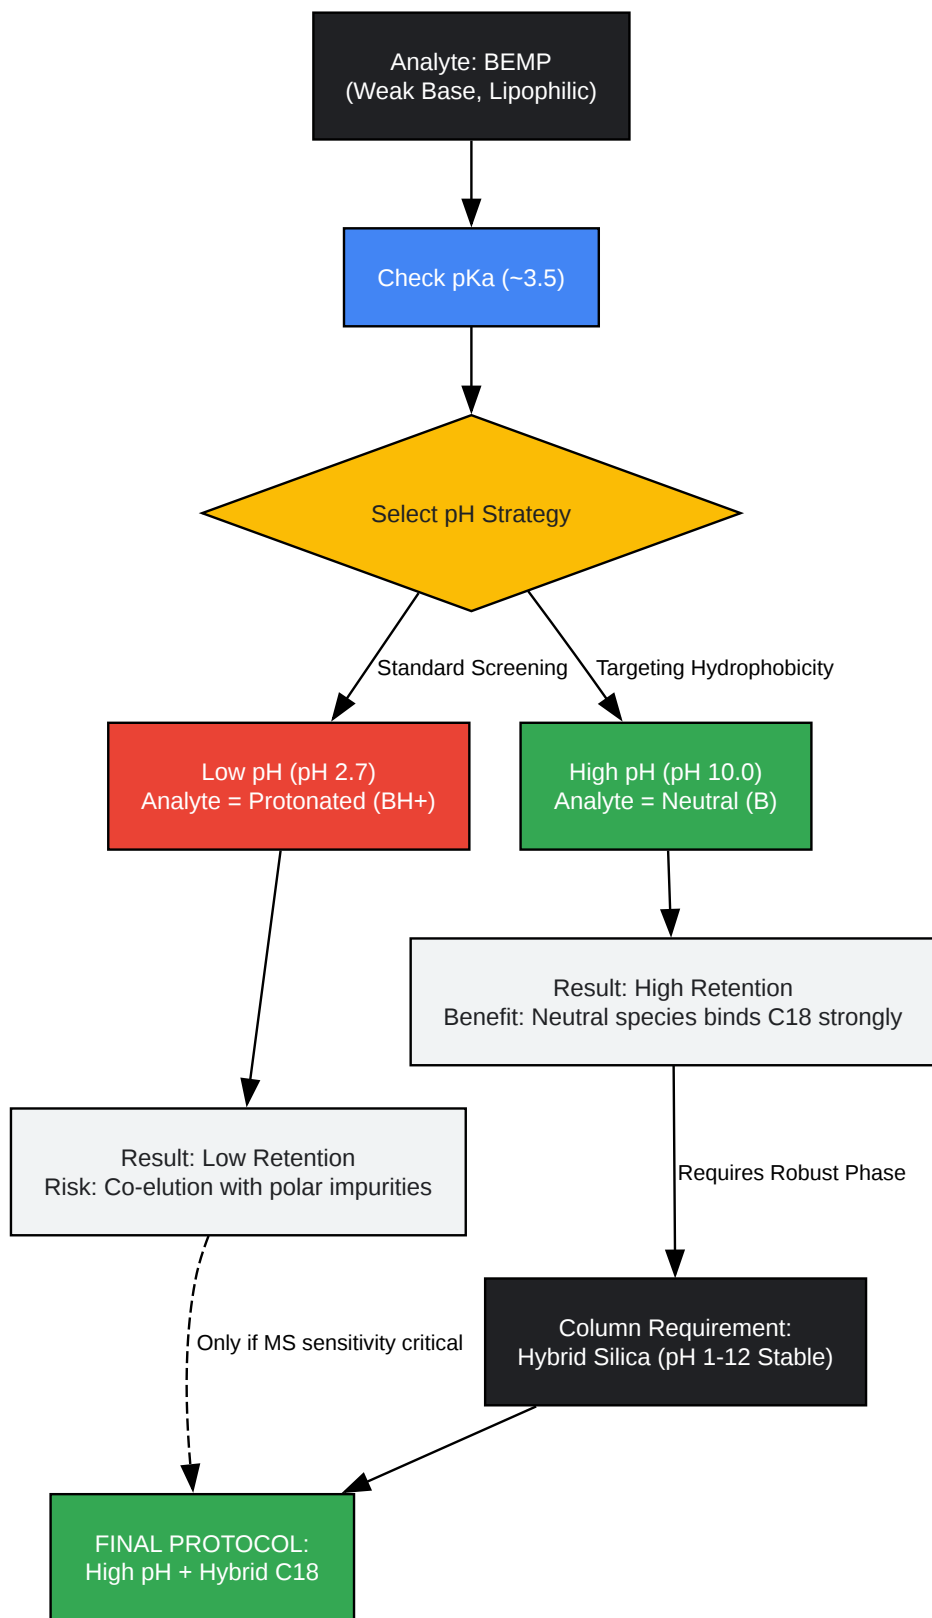 Analyte: BEMP
(Weak Base, Lipophilic)
Check pKa (~3.5)
Select pH Strategy
Standard Screening
Targeting Hydrophobicity
Low pH (pH 2.7)
Analyte = Protonated (BH+)
High pH (pH 10.0)
Analyte = Neutral (B)
Result: High Retention
Benefit: Neutral species binds C18 strongly
Result: Low Retention
Risk: Co-elution with polar impurities
Requires Robust Phase
Only if MS sensitivity critical
Column Requirement:
Hybrid Silica (pH 1-12 Stable)
FINAL PROTOCOL:
High pH + Hybrid C18